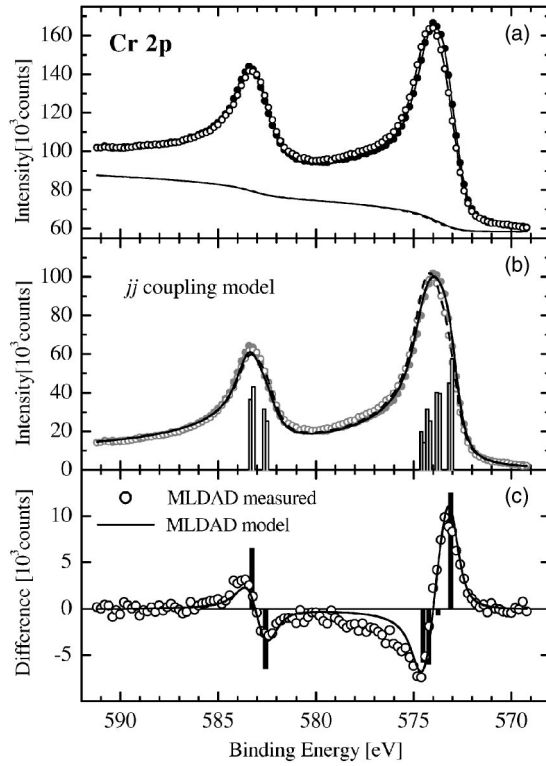 Cr 2p
(a)
Intensity[10³counts]
160
140
120
100
80
60
(b)
jj coupling model
Intensity[10³counts]
100
80
60
40
20
0
(c)
MLDAD measured
MLDAD model
Difference [10³counts]
10
5
0
-5
590
585
580
575
570
Binding Energy [eV]